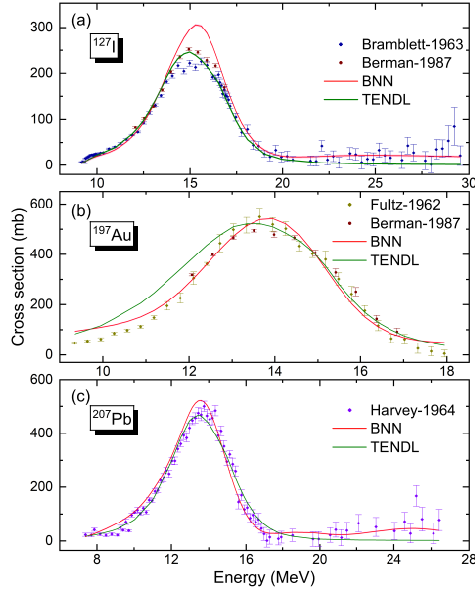 (a)
127I
300
200
100
0
Bramblett-1963
Berman-1987
BNN
TENDL
10 15 20 25 30
(b)
197Au
600
400
200
0
Fultz-1962
Berman-1987
BNN
TENDL
10 12 14 16 18
Cross section (mb)
(c)
207Pb
600
400
200
0
Harvey-1964
BNN
TENDL
8 12 16 20 24 28
Energy (MeV)